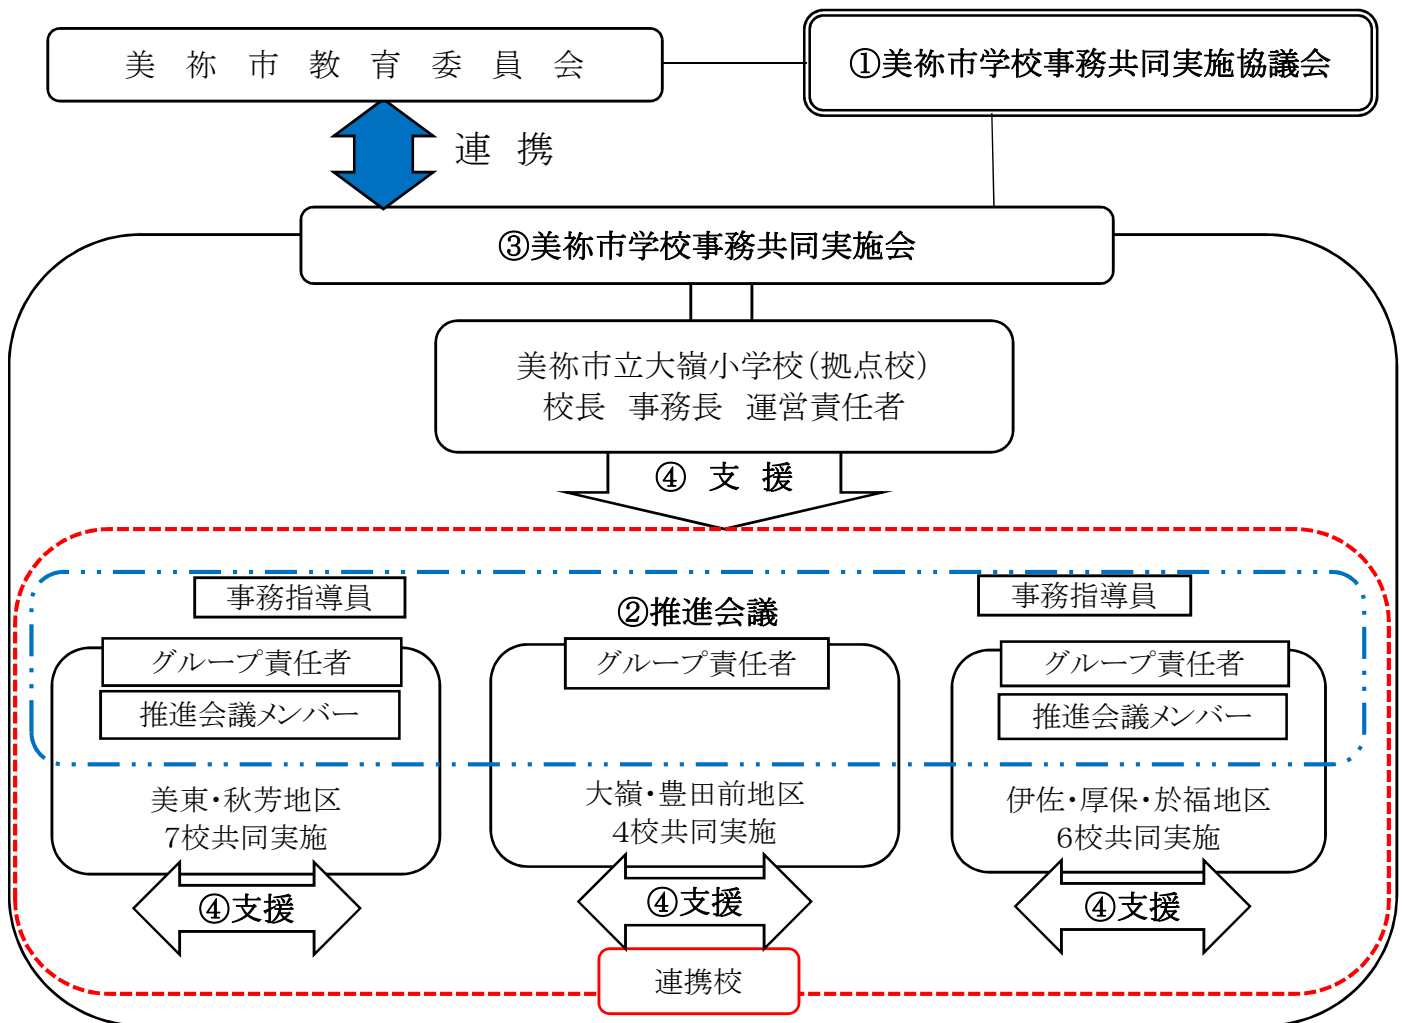 美祢市教育委員会
①美祢市学校事務共同実施協議会
連携
③美祢市学校事務共同実施会
美祢市立大嶺小学校（拠点校）
校長　事務長　運営責任者
④ 支 援
事務指導員
②推進会議
事務指導員
グループ責任者
推進会議メンバー
グループ責任者
グループ責任者
推進会議メンバー
美東・秋芳地区
7校共同実施
大嶺・豊田前地区
4校共同実施
伊佐・厚保・於福地区
6校共同実施
④支援
④支援
④支援
連携校